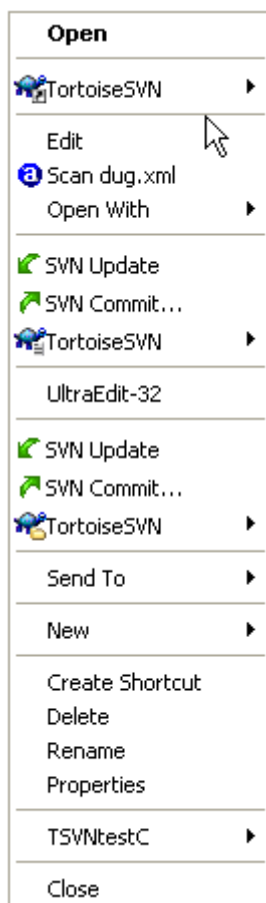 Open
TortoiseSVN
Edit
Scan dug.xml
Open With
SVN Update
SVN Commit...
TortoiseSVN
UltraEdit-32
SVN Update
SVN Commit...
TortoiseSVN
Send To
New
Create Shortcut
Delete
Rename
Properties
TSVNtestC
Close